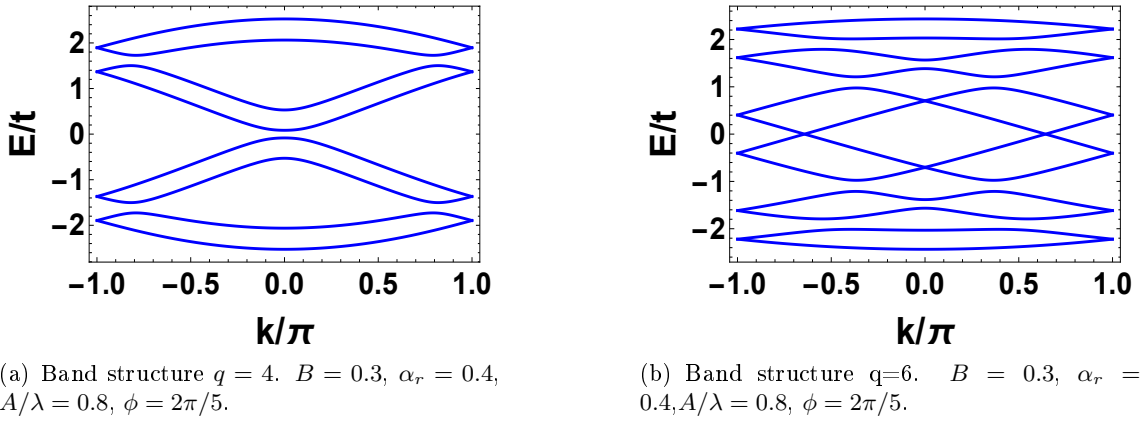 E/t
2
1
0
−1
−2
−1.0 −0.5 0.0 0.5 1.0
k/π
(a) Band structure q = 4. B = 0.3, α_r = 0.4,
A/λ = 0.8, ϕ = 2π/5.
E/t
2
1
0
−1
−2
−1.0 −0.5 0.0 0.5 1.0
k/π
(b) Band structure q=6. B = 0.3, α_r =
0.4,A/λ = 0.8, ϕ = 2π/5.